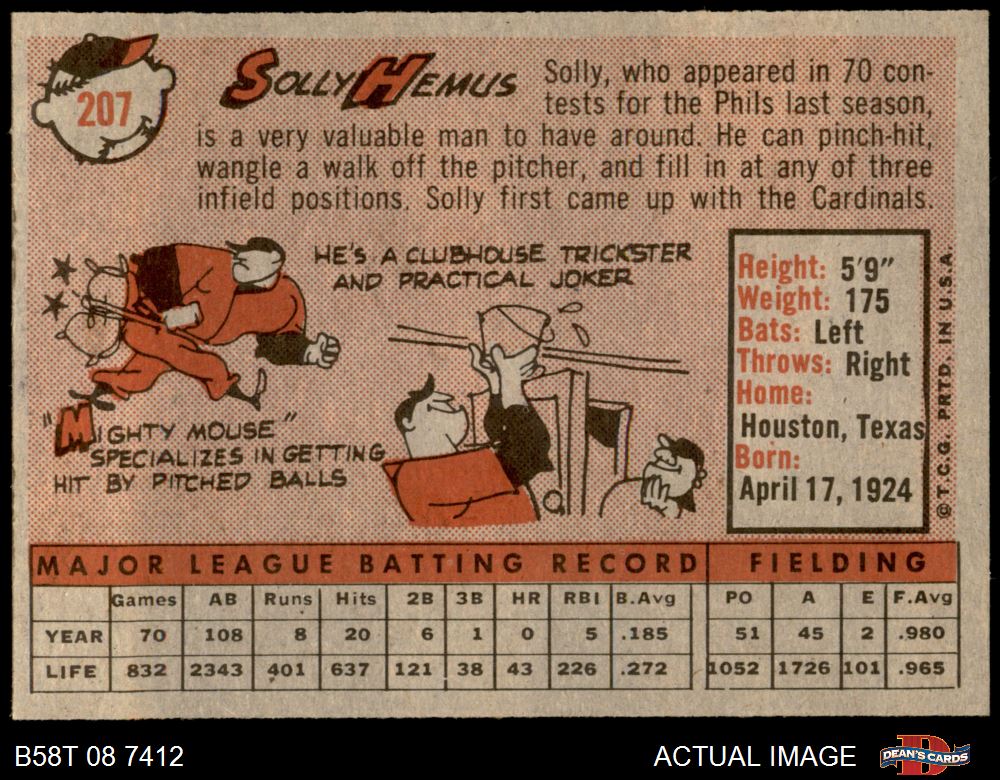 207
SOLLY HEMUS
Solly, who appeared in 70 con-
tests for the Phils last season,
is a very valuable man to have around. He can pinch-hit,
wangle a walk off the pitcher, and fill in at any of three
infield positions. Solly first came up with the Cardinals.
HE'S A CLUBHOUSE TRICKSTER
AND PRACTICAL JOKER
"MIGHTY MOUSE"
SPECIALIZES IN GETTING
HIT BY PITCHED BALLS
Height: 5'9"
Weight: 175
Bats: Left
Throws: Right
Home:
Houston, Texas
Born:
April 17, 1924
©T.C.G. PRTD. IN U.S.A.
MAJOR LEAGUE BATTING RECORD FIELDING
Games AB Runs Hits 2B 3B HR RBI B.Avg PO A E F.Avg
YEAR 70 108 8 20 6 1 0 5 .185 51 45 2 .980
LIFE 832 2343 401 637 121 38 43 226 .272 1052 1726 101 .965
B58T 08 7412 ACTUAL IMAGE DEAN'S CARDS